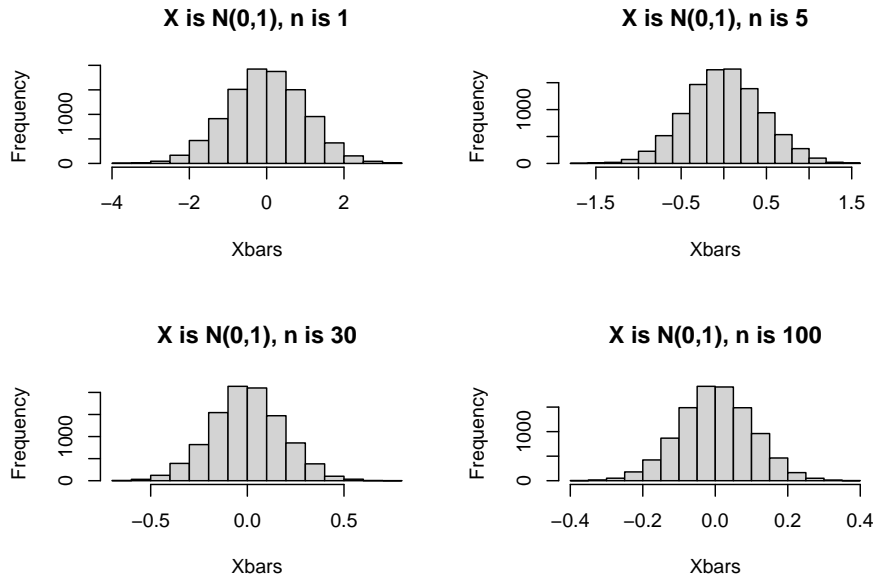 X is N(0,1), n is 1
Frequency
0 1000
−4 −2 0 2
Xbars
X is N(0,1), n is 5
Frequency
0 1000
−1.5 −0.5 0.5 1.5
Xbars
X is N(0,1), n is 30
Frequency
0 1000
−0.5 0.0 0.5
Xbars
X is N(0,1), n is 100
Frequency
0 1000
−0.4 −0.2 0.0 0.2 0.4
Xbars